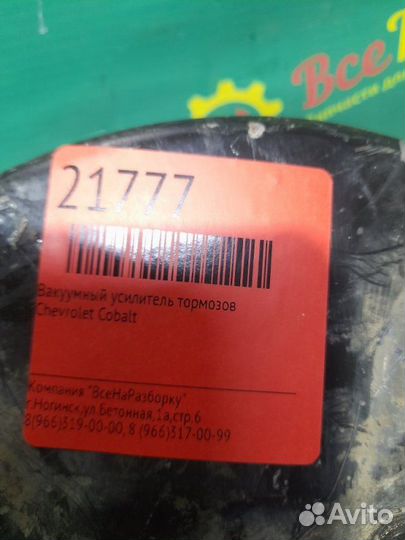 Все
21777
Вакуумный усилитель тормозов
Chevrolet Cobalt
Компания "ВсеНаРазборку"
г.Ногинск,ул.Бетонная,1а,стр.6
8(966)319-00-00, 8 (966)317-00-99
Avito